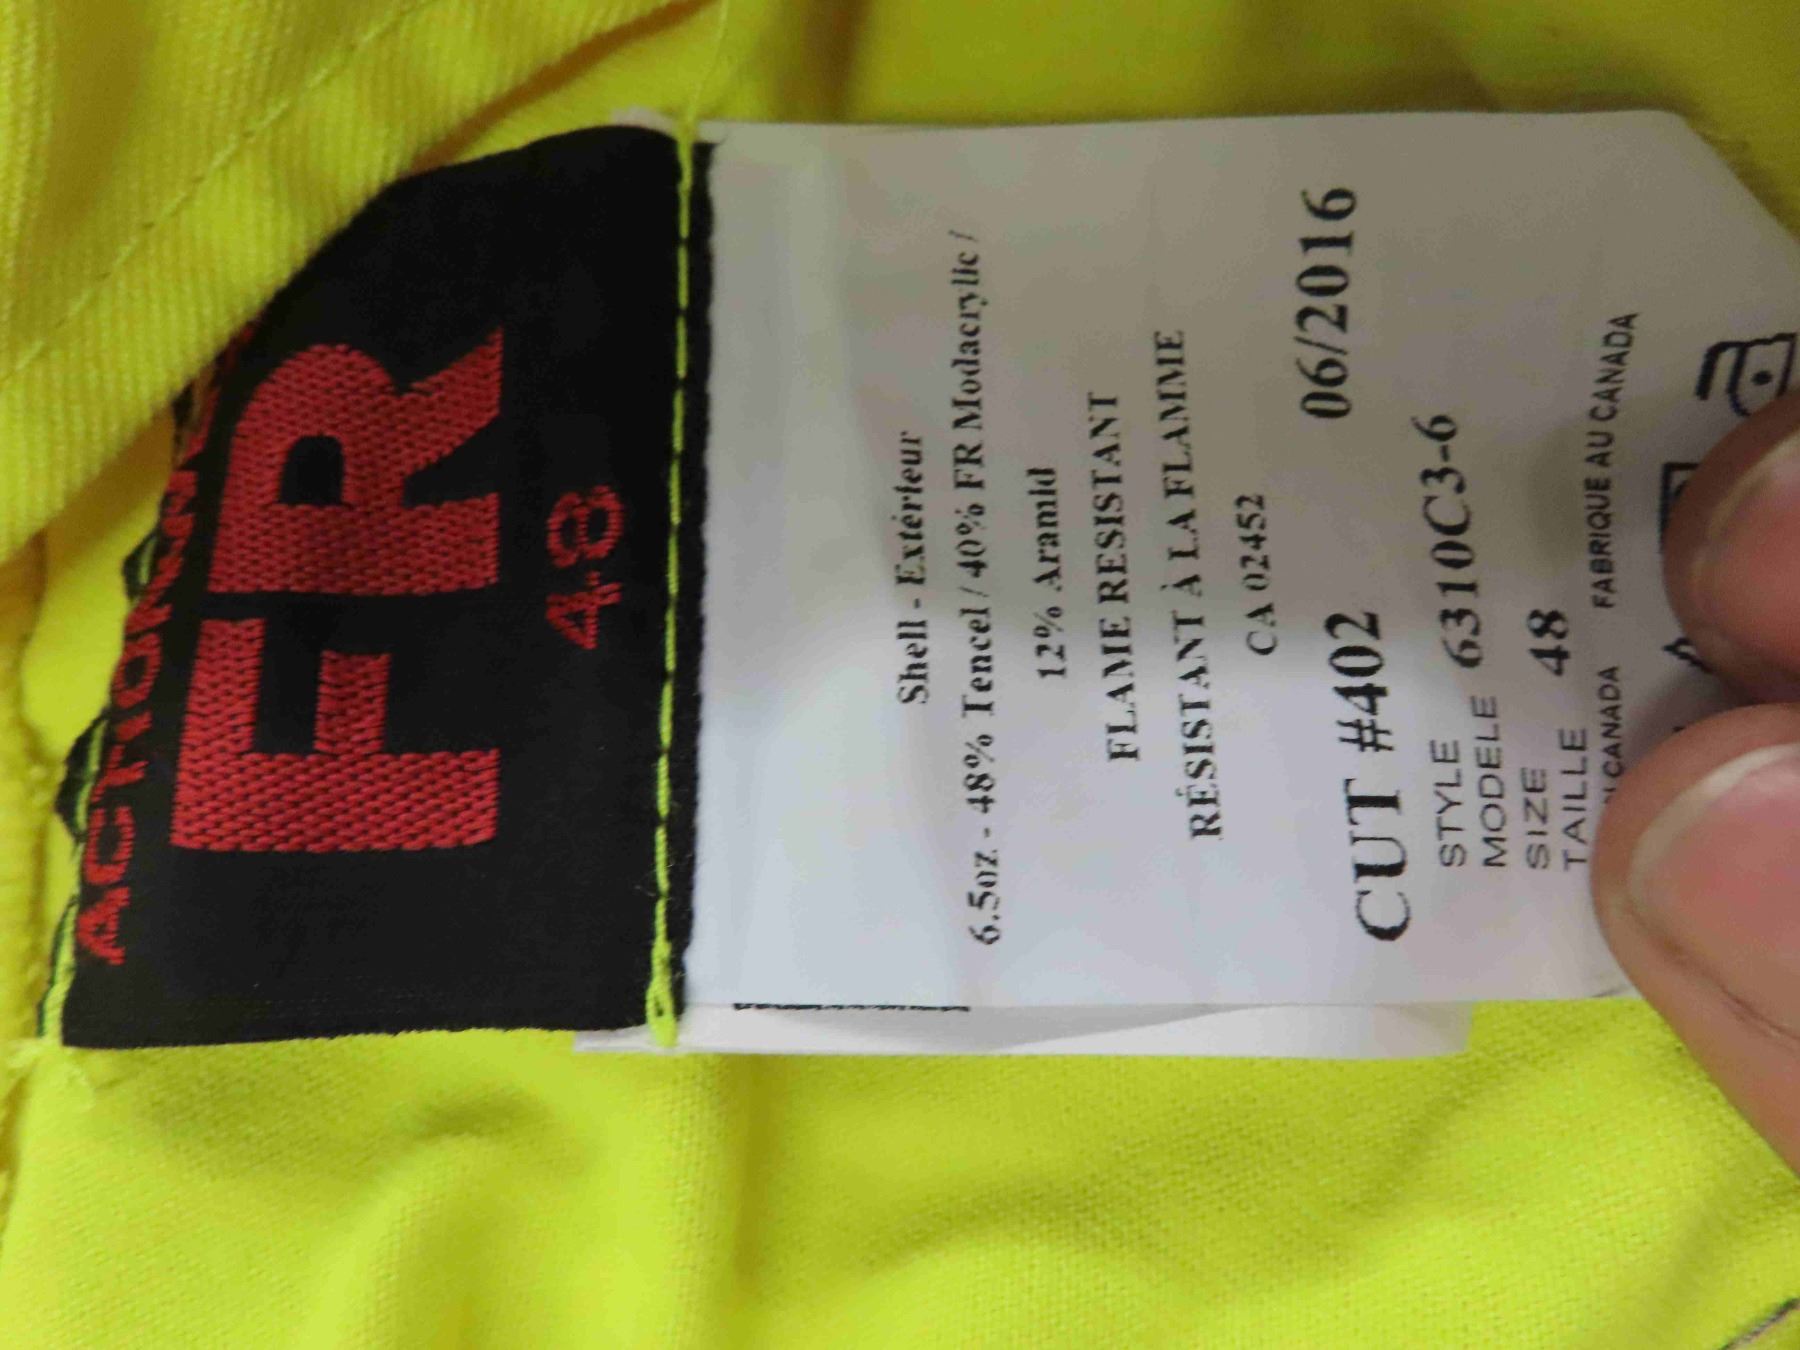 FR
48
Shell - Extérieur
6.5oz - 48% Tencel / 40% FR Modacrylic /
12% Aramid
FLAME RESISTANT
RÉSISTANT À LA FLAMME
CA 02452
CUT #402 06/2016
STYLE
MODELE 6310C3-6
SIZE
TAILLE 48
CANADA FABRIQUE AU CANADA